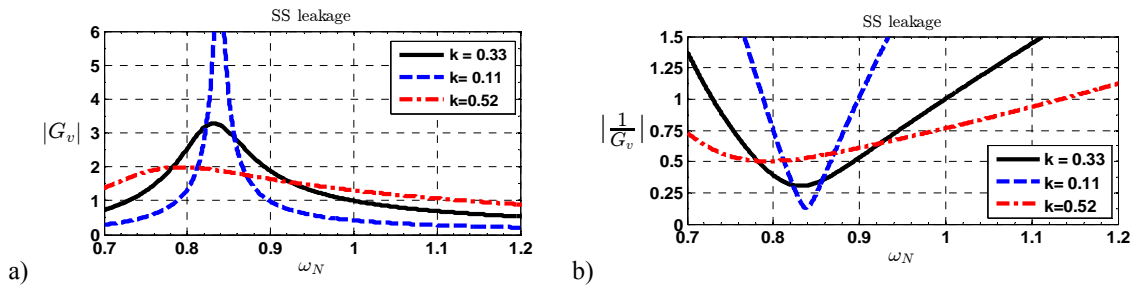 SS leakage
6
5
4
3
2
1
0
|G_v|
0.7 0.8 0.9 1 1.1 1.2
ω_N
k = 0.33
k= 0.11
k=0.52
a)
SS leakage
1.5
1.25
1
0.75
0.5
0.25
0
|1/G_v|
0.7 0.8 0.9 1 1.1 1.2
ω_N
k = 0.33
k= 0.11
k=0.52
b)